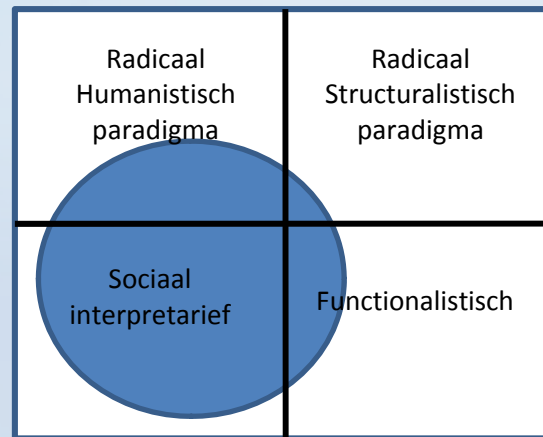 Radicaal
Humanistisch
paradigma
Radicaal
Structuralistisch
paradigma
Sociaal
interpretarief
Functionalistisch